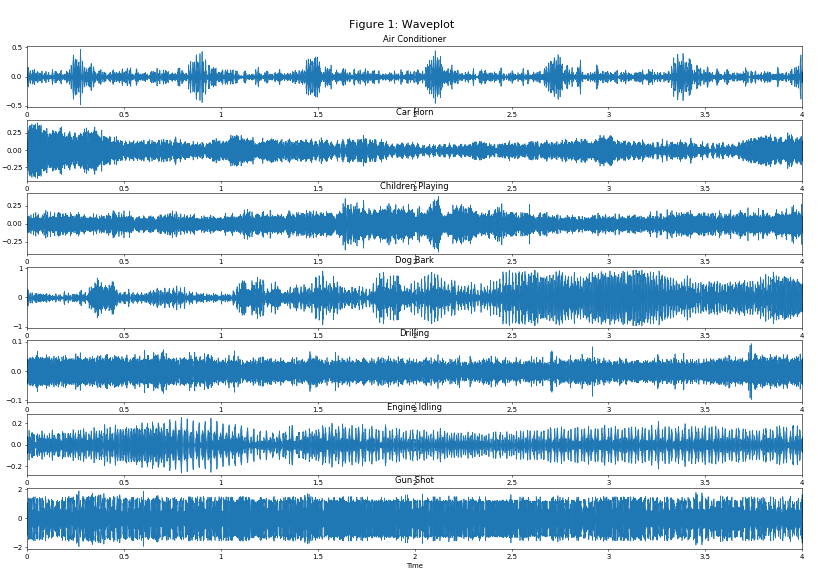 Figure 1: Waveplot
Air Conditioner
0.5
0.0
−0.5
0 0.5 1 1.5 2 2.5 3 3.5 4
Car Horn
0.25
0.00
−0.25
0 0.5 1 1.5 2 2.5 3 3.5 4
Children Playing
0.25
0.00
−0.25
0 0.5 1 1.5 2 2.5 3 3.5 4
Dog Bark
1
0
−1
0 0.5 1 1.5 2 2.5 3 3.5 4
Drilling
0.1
0.0
−0.1
0 0.5 1 1.5 2 2.5 3 3.5 4
Engine Idling
0.2
0.0
−0.2
0 0.5 1 1.5 2 2.5 3 3.5 4
Gun Shot
2
0
−2
0 0.5 1 1.5 2 2.5 3 3.5 4
Time